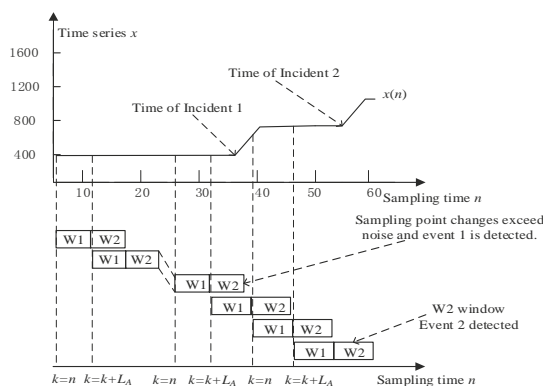 Time series x
1600
1200
800
400
Time of Incident 2
Time of Incident 1
x(n)
10 20 30 40 50 60
Sampling time n
Sampling point changes exceed
noise and event 1 is detected.
W1 W2
W1 W2
W1 W2
W1 W2
W1 W2
W1 W2
W2 window
Event 2 detected
k=n k=k+L_A k=n k=k+L_A k=n k=k+L_A
Sampling time n